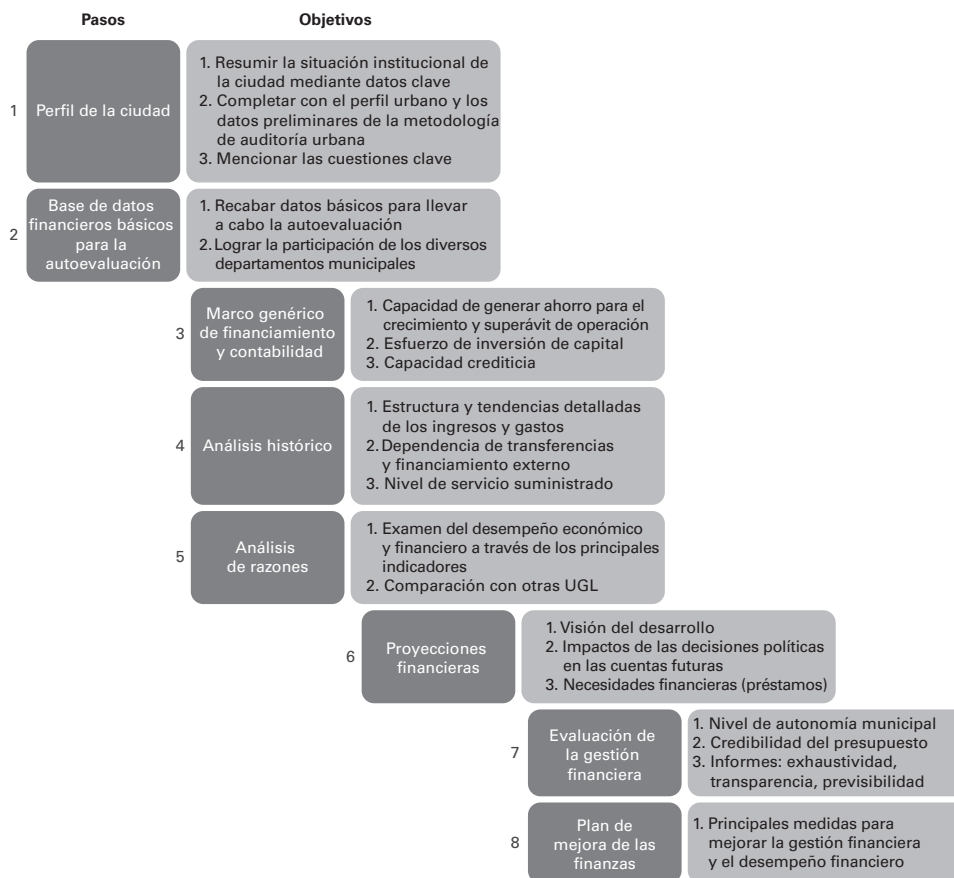 Pasos
Objetivos
1
Perfil de la ciudad
1. Resumir la situación institucional de
la ciudad mediante datos clave
2. Completar con el perfil urbano y los
datos preliminares de la metodología
de auditoría urbana
3. Mencionar las cuestiones clave
2
Base de datos
financieros básicos
para la
autoevaluación
1. Recabar datos básicos para llevar
a cabo la autoevaluación
2. Lograr la participación de los diversos
departamentos municipales
3
Marco genérico
de financiamiento
y contabilidad
1. Capacidad de generar ahorro para el
crecimiento y superávit de operación
2. Esfuerzo de inversión de capital
3. Capacidad crediticia
4
Análisis histórico
1. Estructura y tendencias detalladas
de los ingresos y gastos
2. Dependencia de transferencias
y financiamiento externo
3. Nivel de servicio suministrado
5
Análisis
de razones
1. Examen del desempeño económico
y financiero a través de los principales
indicadores
2. Comparación con otras UGL
6
Proyecciones
financieras
1. Visión del desarrollo
2. Impactos de las decisiones políticas
en las cuentas futuras
3. Necesidades financieras (préstamos)
7
Evaluación de
la gestión
financiera
1. Nivel de autonomía municipal
2. Credibilidad del presupuesto
3. Informes: exhaustividad,
transparencia, previsibilidad
8
Plan de
mejora de las
finanzas
1. Principales medidas para
mejorar la gestión financiera
y el desempeño financiero